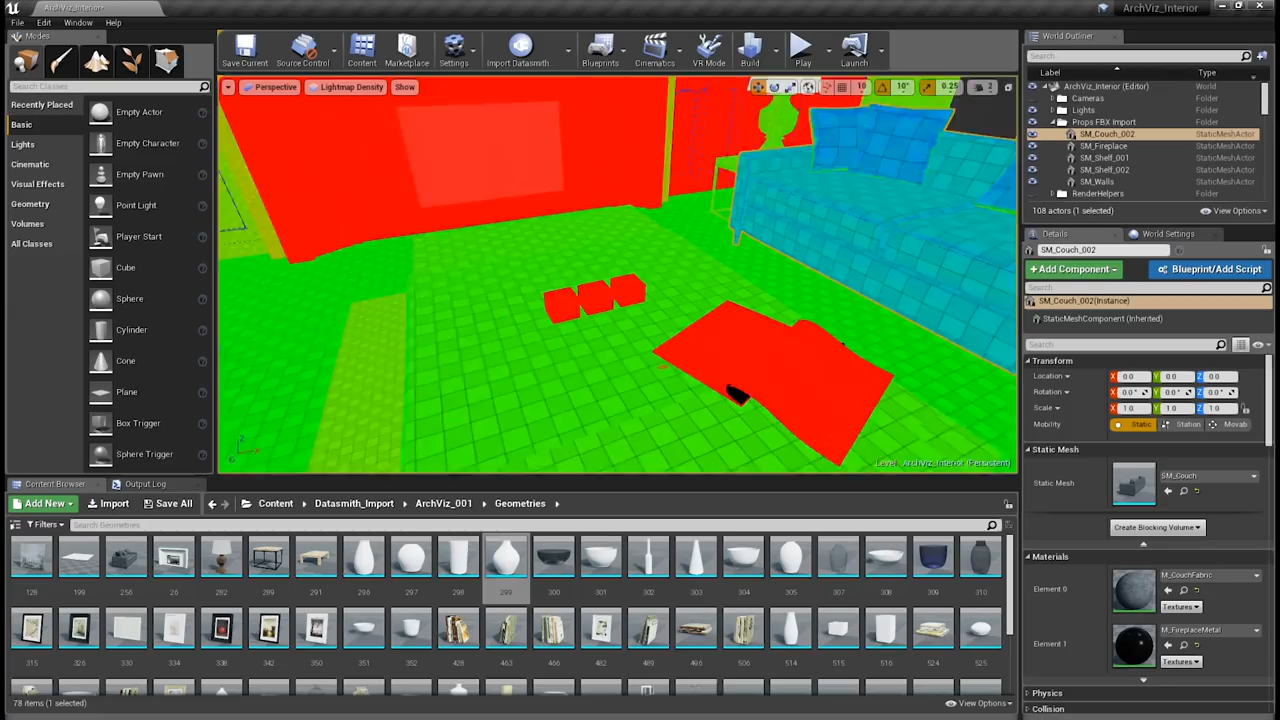 ArchViz_Interior*
ArchViz_Interior
File Edit Window Help
Modes
Search Classes
Recently Placed
Basic
Lights
Cinematic
Visual Effects
Geometry
Volumes
All Classes
Empty Actor
Empty Character
Empty Pawn
Point Light
Player Start
Cube
Sphere
Cylinder
Cone
Plane
Box Trigger
Sphere Trigger
Save Current
Source Control
Content
Marketplace
Settings
Import Datasmith
Blueprints
Cinematics
VR Mode
Build
Play
Launch
Perspective
Lightmap Density
Show
10
10°
0.25
2
Level: ArchViz_Interior (Persistent)
World Outliner
Search
Label Type
ArchViz_Interior (Editor) World
Cameras Folder
Lights Folder
Props FBX Import Folder
SM_Couch_002 StaticMeshActor
SM_Fireplace StaticMeshActor
SM_Shelf_001 StaticMeshActor
SM_Shelf_002 StaticMeshActor
SM_Walls StaticMeshActor
RenderHelpers Folder
108 actors (1 selected) View Options
Details World Settings
SM_Couch_002
+Add Component Blueprint/Add Script
Search
SM_Couch_002(Instance)
StaticMeshComponent (Inherited)
Search
Transform
Location X 0.0 Y 0.0 Z 0.0
Rotation X 0.0° Y 0.0° Z 0.0°
Scale X 1.0 Y 1.0 Z 1.0
Mobility Static Station Movab
Static Mesh
Static Mesh SM_Couch
Create Blocking Volume
Materials
Element 0 M_CouchFabric
Textures
Element 1 M_FireplaceMetal
Textures
Physics
Collision
Content Browser Output Log
Add New Import Save All Content Datasmith_Import ArchViz_001 Geometries
Filters Search Geometries
128 199 256 26 282 289 291 296 297 298 299 300 301 302 303 304 305 307 308 309 310
315 326 330 334 338 342 350 351 352 428 463 466 482 489 496 506 514 515 516 524 525
78 items (1 selected) View Options